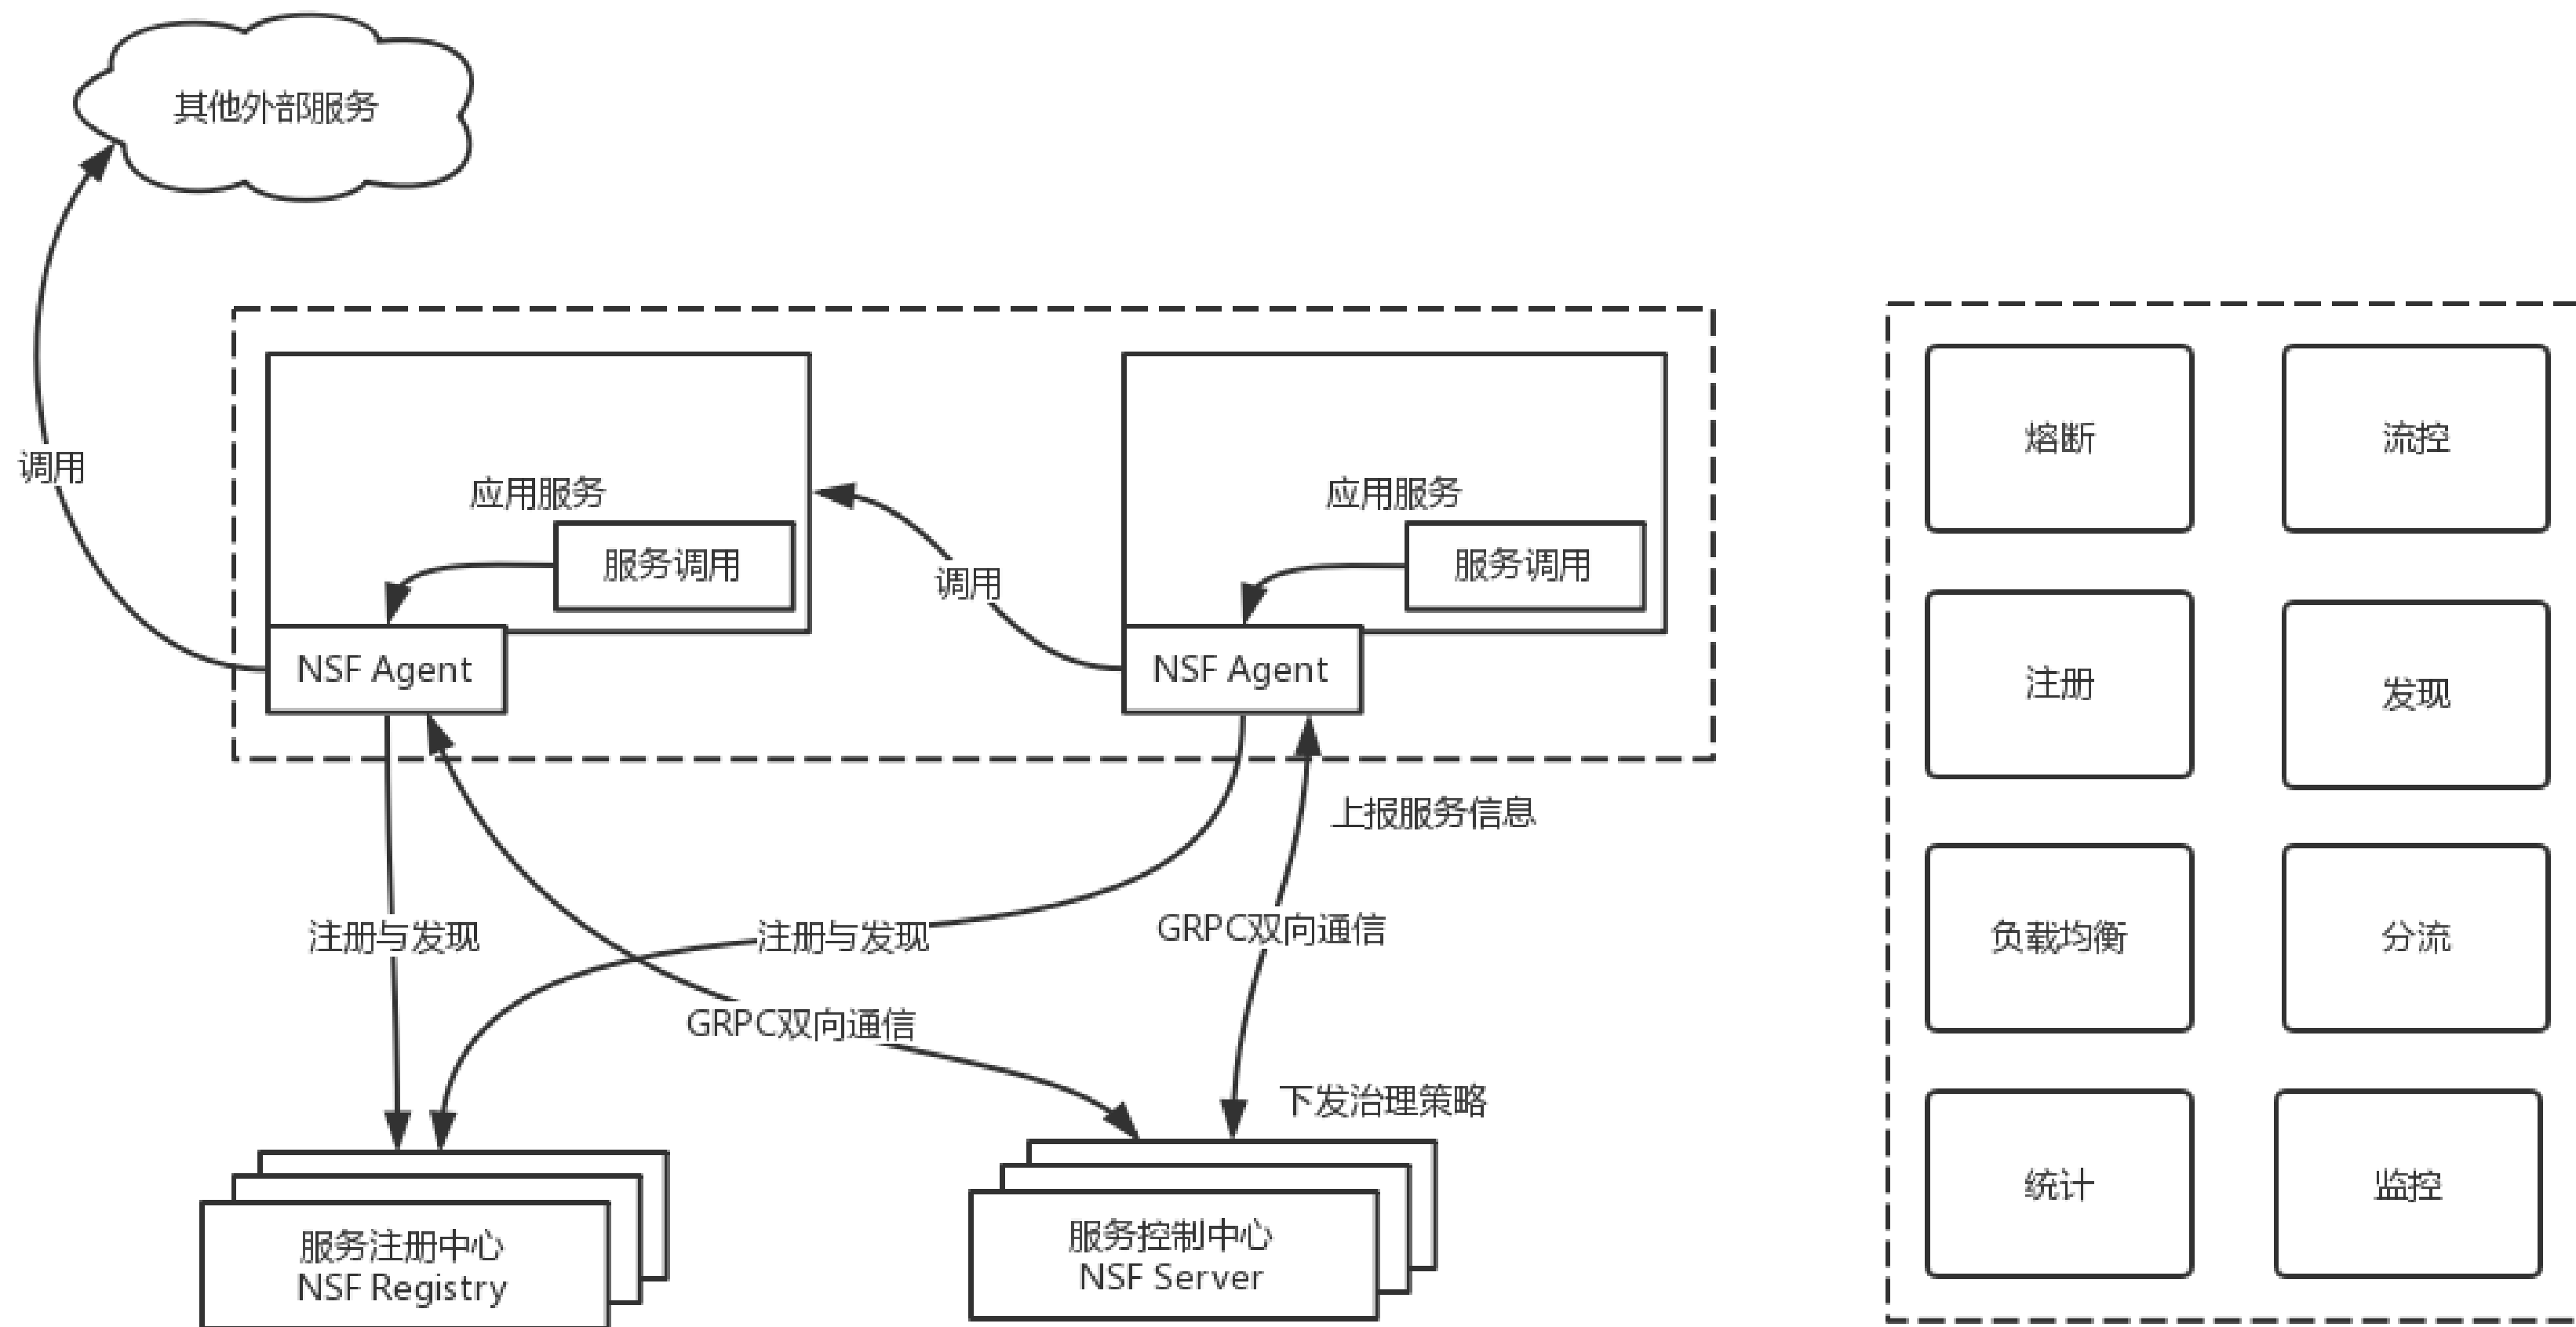 其他外部服务
调用
应用服务
服务调用
NSF Agent
调用
应用服务
服务调用
NSF Agent
上报服务信息
注册与发现
注册与发现
GRPC双向通信
GRPC双向通信
下发治理策略
服务注册中心
NSF Registry
服务控制中心
NSF Server
熔断
流控
注册
发现
负载均衡
分流
统计
监控